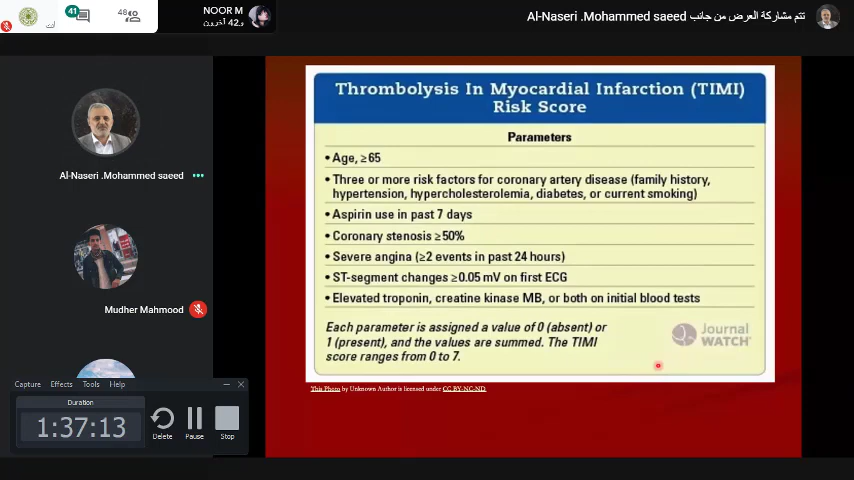 NOOR M
و42 آخرون
41
48
أنت
تتم مشاركة العرض من جانب Al-Naseri .Mohammed saeed
Al-Naseri .Mohammed saeed
Mudher Mahmood
Thrombolysis In Myocardial Infarction (TIMI)
Risk Score
Parameters
• Age, ≥65
• Three or more risk factors for coronary artery disease (family history,
hypertension, hypercholesterolemia, diabetes, or current smoking)
• Aspirin use in past 7 days
• Coronary stenosis ≥50%
• Severe angina (≥2 events in past 24 hours)
• ST-segment changes ≥0.05 mV on first ECG
• Elevated troponin, creatine kinase MB, or both on initial blood tests
Each parameter is assigned a value of 0 (absent) or
1 (present), and the values are summed. The TIMI
score ranges from 0 to 7.
Journal
WATCH
This Photo by Unknown Author is licensed under CC BY-NC-ND
Capture Effects Tools Help
Duration
1:37:13
Delete Pause Stop